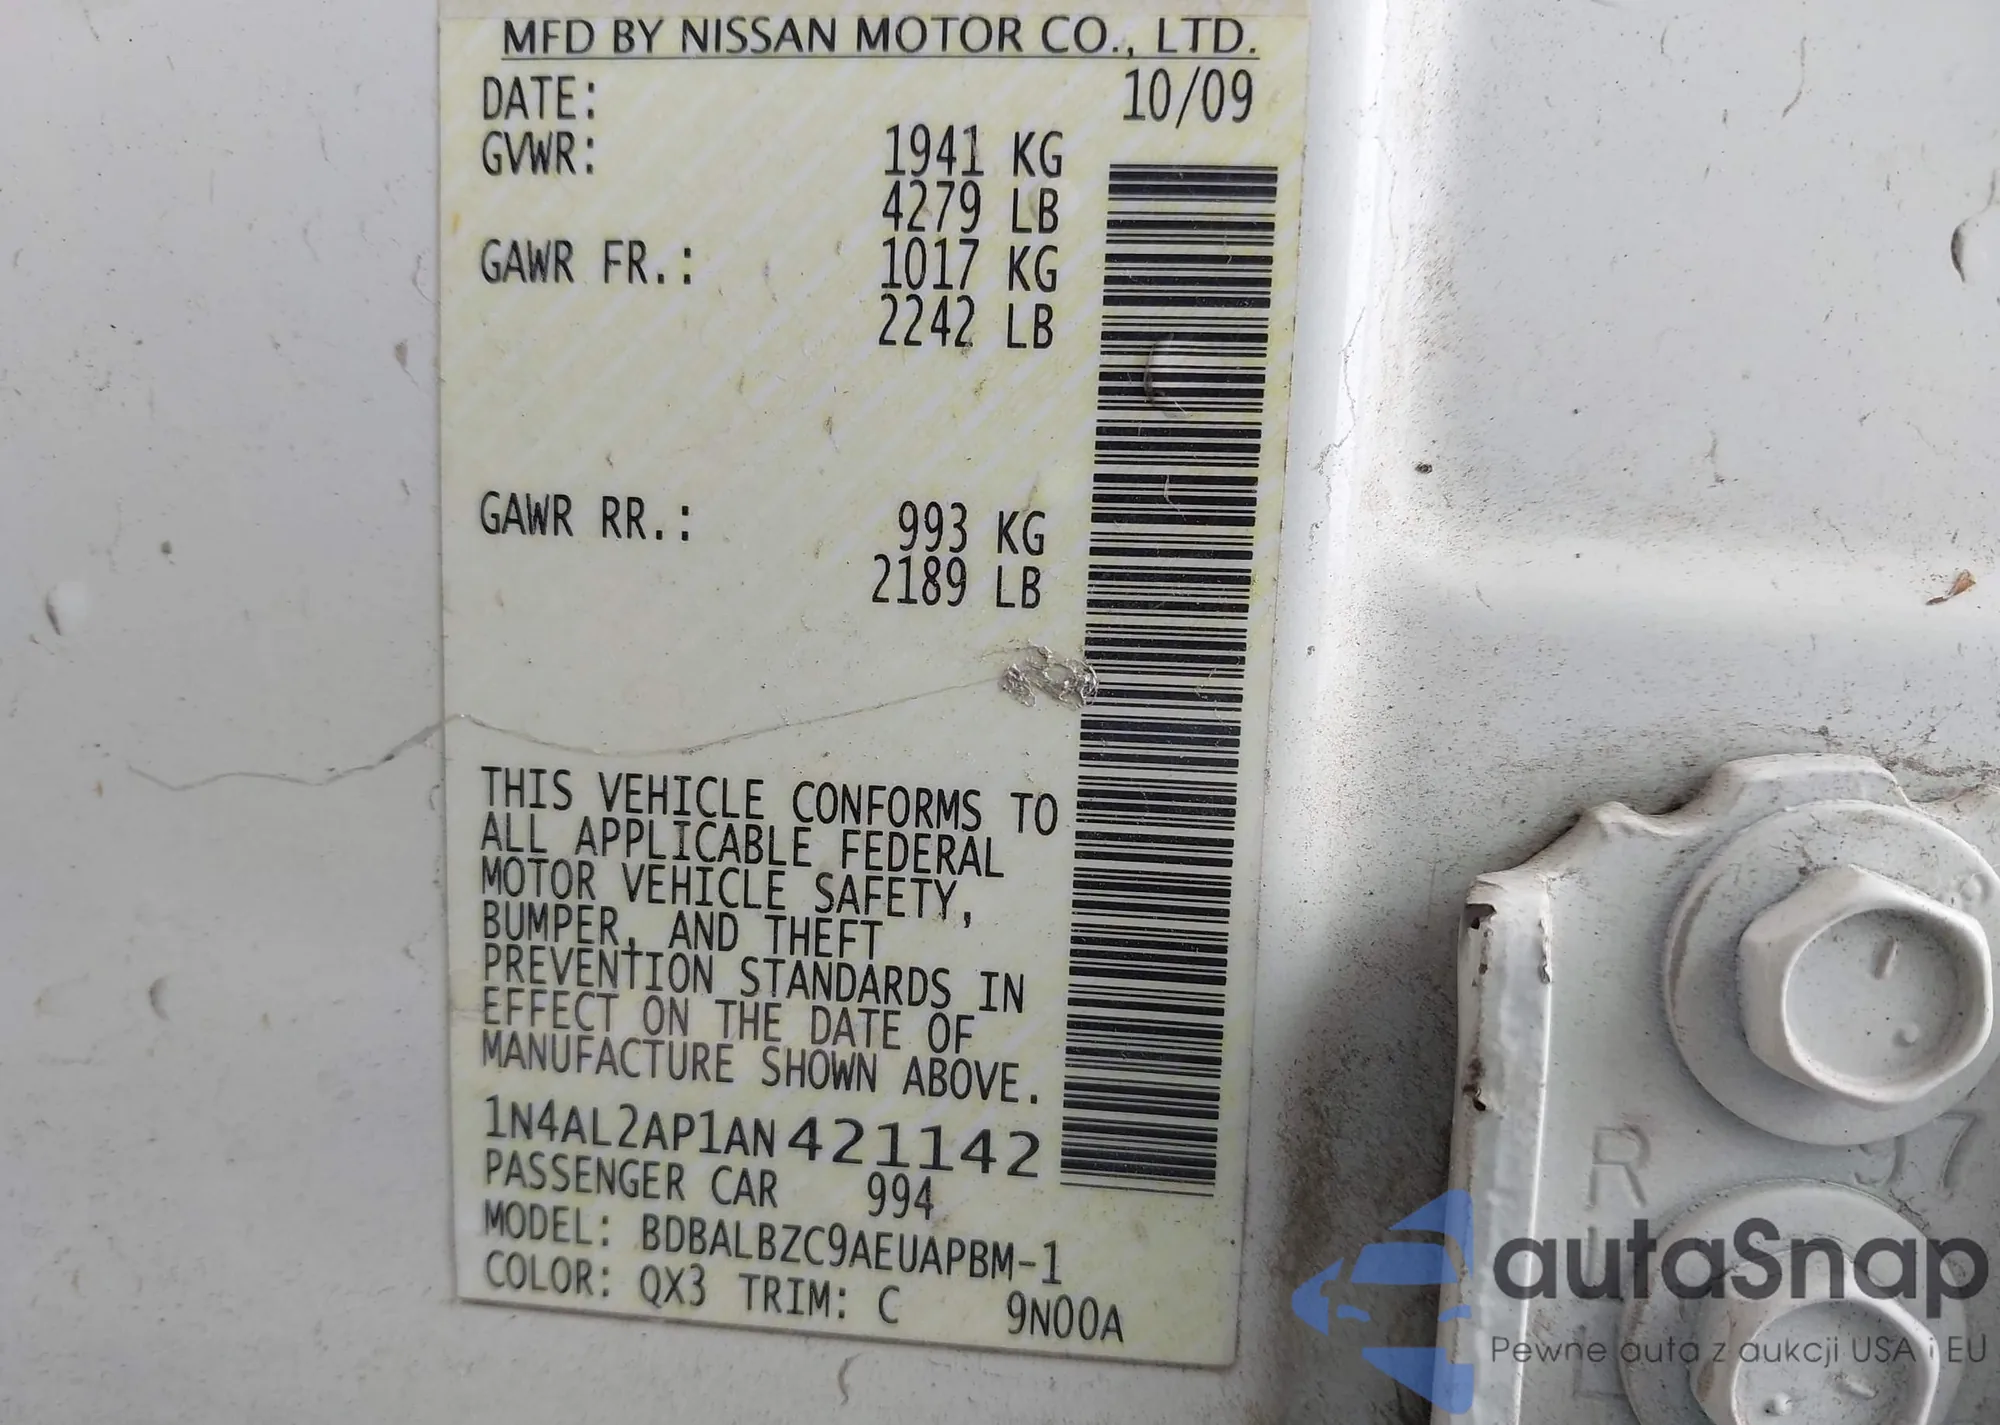 MFD BY NISSAN MOTOR CO., LTD.
DATE: 10/09
GVWR: 1941 KG
4279 LB
GAWR FR.: 1017 KG
2242 LB
GAWR RR.: 993 KG
2189 LB
THIS VEHICLE CONFORMS TO
ALL APPLICABLE FEDERAL
MOTOR VEHICLE SAFETY,
BUMPER, AND THEFT
PREVENTION STANDARDS IN
EFFECT ON THE DATE OF
MANUFACTURE SHOWN ABOVE.
1N4AL2AP1AN421142
PASSENGER CAR 994
MODEL: BDBALBZC9AEUAPBM-1
COLOR: QX3 TRIM: C 9N00A
R 97
autaSnap
Pewne auta z aukcji USA i EU